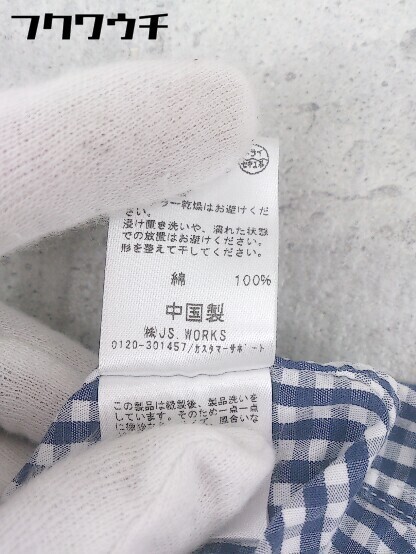 フクワウチ
ラー乾燥はお避けくだ
さい。
浸け置き洗いや、濡れた状態
での放置はお避けください。
形を整えて干してください。
綿 100%
中国製
㈱JS. WORKS
0120-301457/カスタマーサポート
この製品は縫製後、製品洗いを
しています。そのため一点一点